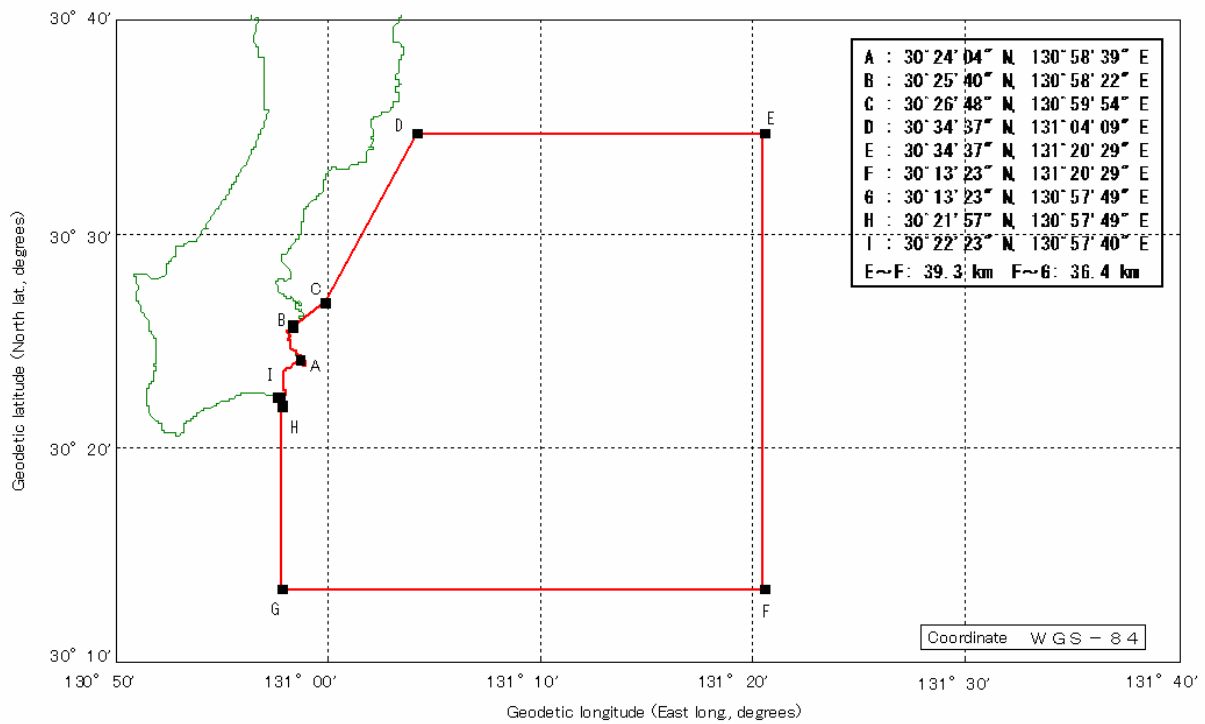 30° 40′
A : 30°24′04″ N, 130°58′39″ E
B : 30°25′40″ N, 130°58′22″ E
C : 30°26′48″ N, 130°59′54″ E
D : 30°34′37″ N, 131°04′09″ E
E : 30°34′37″ N, 131°20′29″ E
F : 30°13′23″ N, 131°20′29″ E
G : 30°13′23″ N, 130°57′49″ E
H : 30°21′57″ N, 130°57′49″ E
I : 30°22′23″ N, 130°57′40″ E
E~F: 39.3 km F~G: 36.4 km
D
E
30° 30′
C
B
A
I
H
30° 20′
G
F
30° 10′
Coordinate WGS-84
130° 50′
131° 00′
131° 10′
131° 20′
131° 30′
131° 40′
Geodetic latitude (North lat., degrees)
Geodetic longitude (East long., degrees)